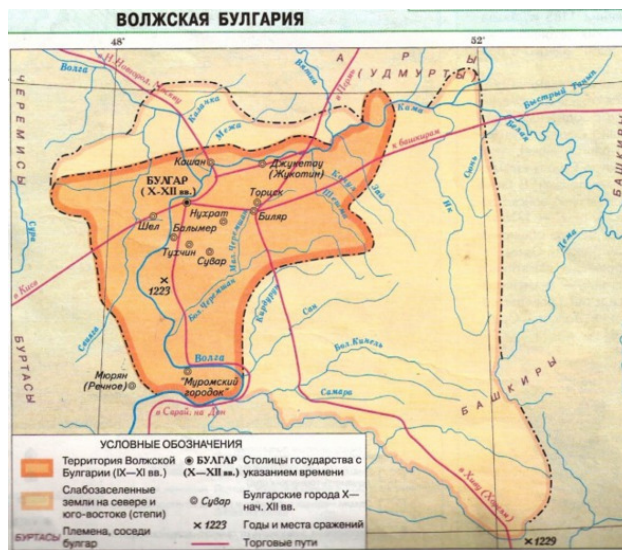 ВОЛЖСКАЯ БУЛГАРИЯ
48°
52°
А Р Ы
(УДМУРТЫ)
Волга
Вятка
Казанка
Межа
Кама
в Пермь
Быстрый Танып
Белая
ЧЕРЕМИСЫ
БАШКИРЫ
Кашан
Джукетау
(Жукотин)
к башкирам
БУЛГАР
(X-XII вв.)
Торцск
Биляр
Нухрат
Шел
Балымер
Тухчин
Сувар
Мал. Черемшан
Бол. Черемшан
Шешма
Зай
Ик
Сюнь
Дема
Сура
Свияга
в Киев
1223
Кондурча
Сок
Бол. Кинель
Самара
Волга
"Муромский
городок"
Мюрян
(Речное)
БУРТАСЫ
БАШКИРЫ
в Сарай, на Дон
в Хиву (Хорезм)
1229
УСЛОВНЫЕ ОБОЗНАЧЕНИЯ
Территория Волжской
Булгарии (IX—XI вв.)
Слабозаселенные
земли на севере и
юго-востоке (степи)
БУРТАСЫ Племена, соседи
булгар
БУЛГАР Столицы государства с
(X—XII вв.) указанием времени
Сувар Булгарские города X—
нач. XII вв.
1223 Годы и места сражений
Торговые пути